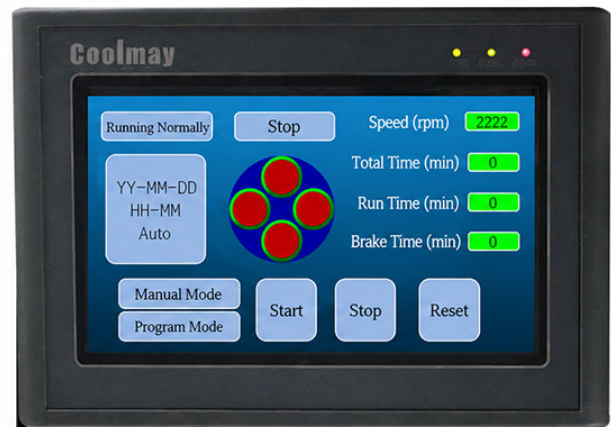 Coolmay
Running Normally
Stop
Speed (rpm) 2222
Total Time (min) 0
YY-MM-DD
HH-MM
Auto
Run Time (min) 0
Brake Time (min) 0
Manual Mode
Program Mode
Start
Stop
Reset